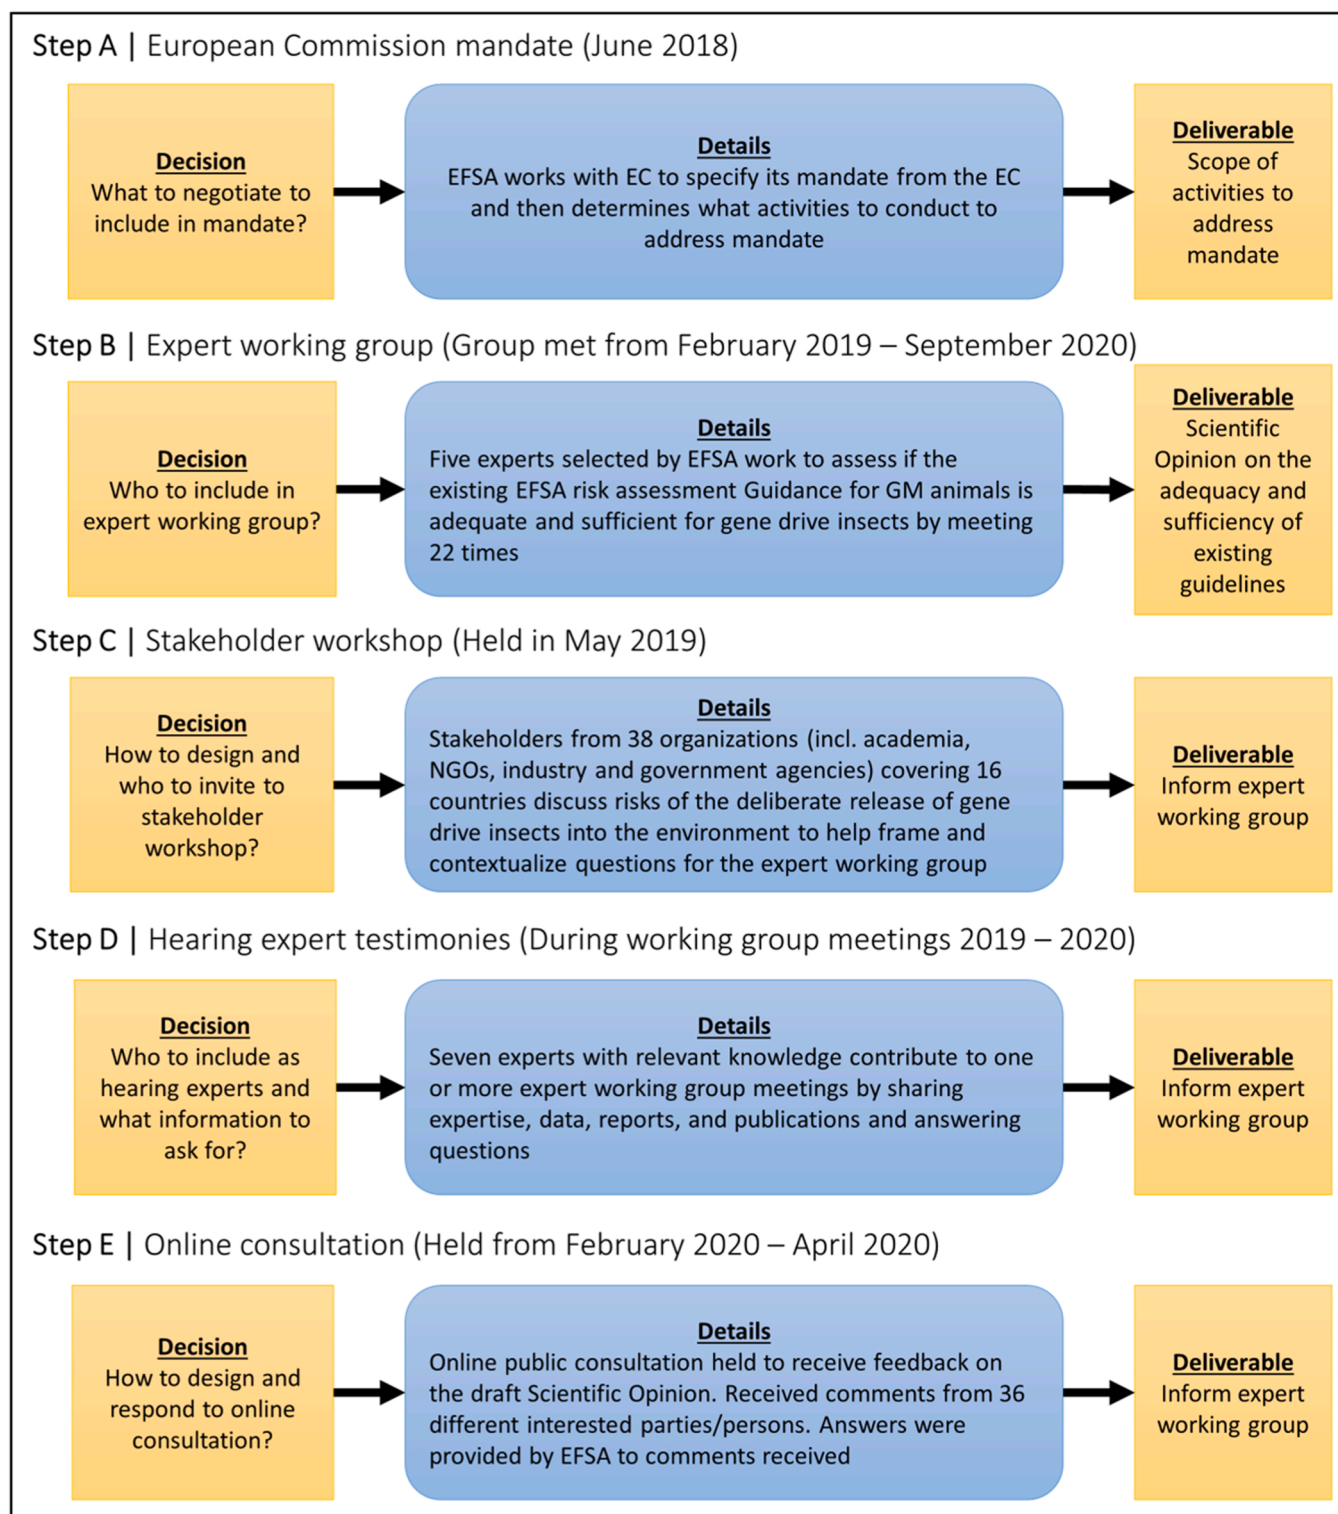 Step A | European Commission mandate (June 2018)
Decision
What to negotiate to
include in mandate?
Details
EFSA works with EC to specify its mandate from the EC
and then determines what activities to conduct to
address mandate
Deliverable
Scope of
activities to
address
mandate
Step B | Expert working group (Group met from February 2019 – September 2020)
Decision
Who to include in
expert working group?
Details
Five experts selected by EFSA work to assess if the
existing EFSA risk assessment Guidance for GM animals is
adequate and sufficient for gene drive insects by meeting
22 times
Deliverable
Scientific
Opinion on the
adequacy and
sufficiency of
existing
guidelines
Step C | Stakeholder workshop (Held in May 2019)
Decision
How to design and
who to invite to
stakeholder
workshop?
Details
Stakeholders from 38 organizations (incl. academia,
NGOs, industry and government agencies) covering 16
countries discuss risks of the deliberate release of gene
drive insects into the environment to help frame and
contextualize questions for the expert working group
Deliverable
Inform expert
working group
Step D | Hearing expert testimonies (During working group meetings 2019 – 2020)
Decision
Who to include as
hearing experts and
what information to
ask for?
Details
Seven experts with relevant knowledge contribute to one
or more expert working group meetings by sharing
expertise, data, reports, and publications and answering
questions
Deliverable
Inform expert
working group
Step E | Online consultation (Held from February 2020 – April 2020)
Decision
How to design and
respond to online
consultation?
Details
Online public consultation held to receive feedback on
the draft Scientific Opinion. Received comments from 36
different interested parties/persons. Answers were
provided by EFSA to comments received
Deliverable
Inform expert
working group